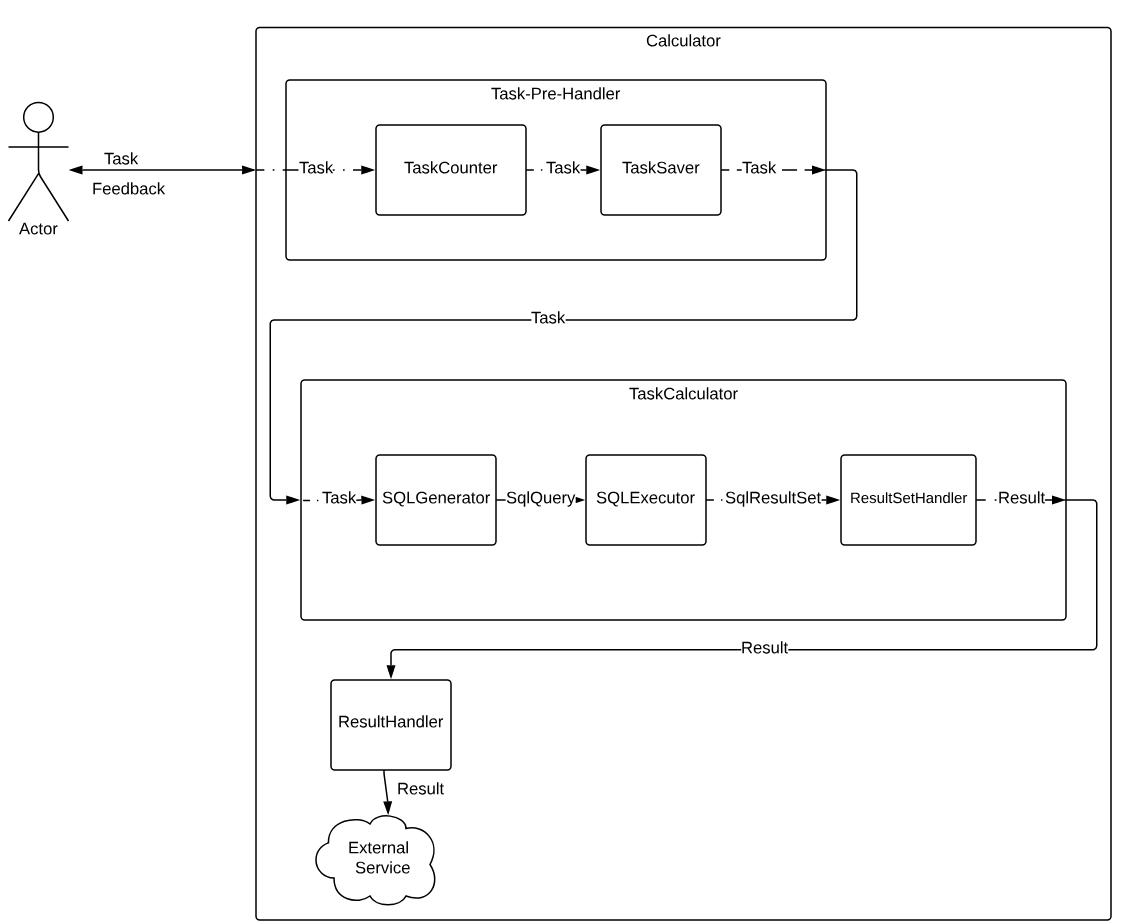 Calculator
Task-Pre-Handler
Task
Feedback
Actor
Task
TaskCounter
Task
TaskSaver
Task
Task
TaskCalculator
Task
SQLGenerator
SqlQuery
SQLExecutor
SqlResultSet
ResultSetHandler
Result
Result
ResultHandler
Result
External
Service